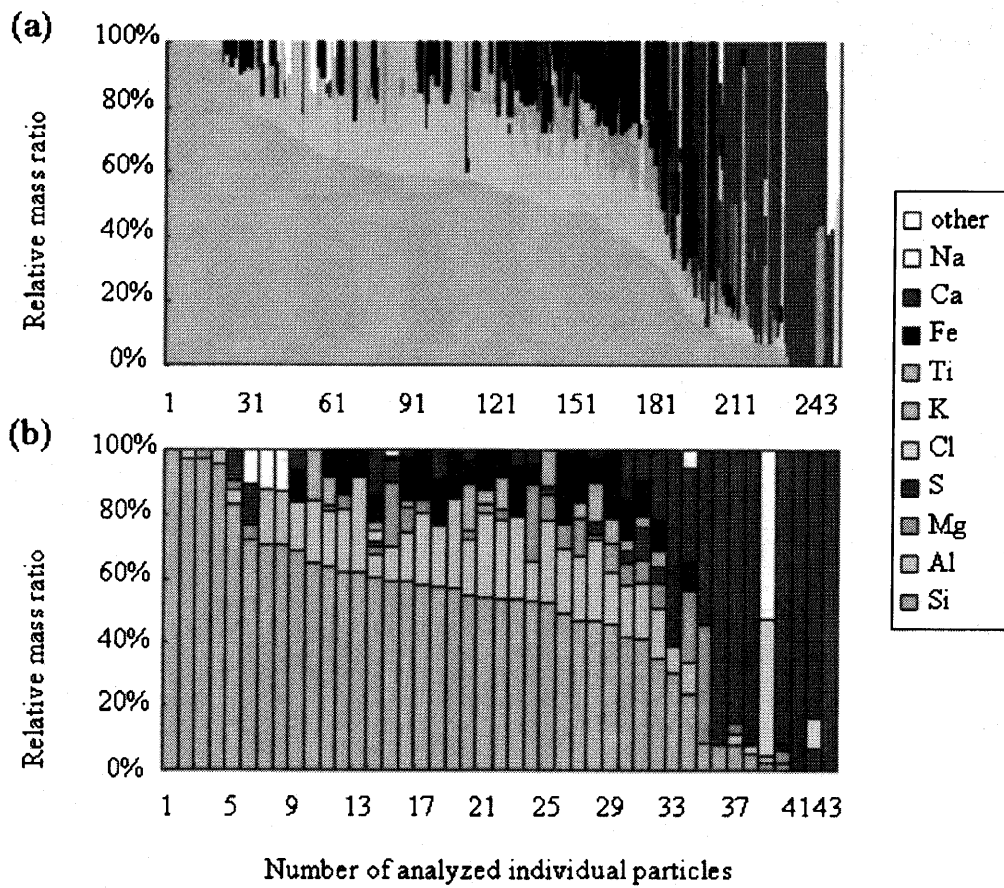 (a)
100%
80%
60%
40%
20%
0%
Relative mass ratio
1 31 61 91 121 151 181 211 243
(b)
100%
80%
60%
40%
20%
0%
Relative mass ratio
1 5 9 13 17 21 25 29 33 37 4143
Number of analyzed individual particles
other
Na
Ca
Fe
Ti
K
Cl
S
Mg
Al
Si